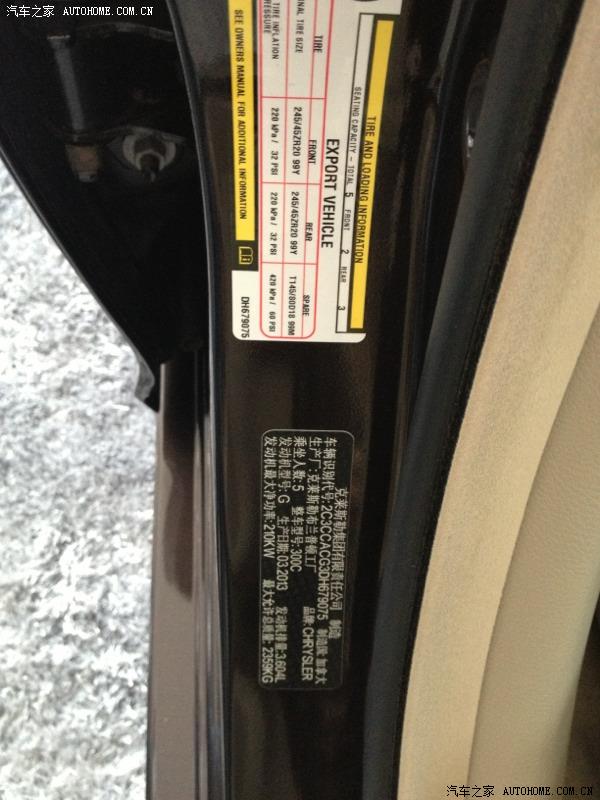 汽车之家 AUTOHOME.COM.CN
TIRE AND LOADING INFORMATION
SEATING CAPACITY - TOTAL 5 FRONT 2 REAR 3
EXPORT VEHICLE
TIRE FRONT REAR SPARE
TIRE SIZE 245/45ZR20 99Y 245/45ZR20 99Y T145/80D18 99M
TIRE INFLATION PRESSURE 220 kPa / 32 PSI 220 kPa / 32 PSI 420 kPa / 60 PSI
SEE OWNERS MANUAL FOR ADDITIONAL INFORMATION
DH679075
克莱斯勒集团有限责任公司 制造
车辆识别代号:2C3CCACG3DH679075 制造国:加拿大
生产厂:克莱斯勒布兰普顿工厂 品牌:CHRYSLER
乘坐人数:5 整车型号:300C
发动机型号:G 生产日期:03.2013 发动机排量:3.604L
发动机最大净功率:210KW 最大允许总质量:2359KG
汽车之家 AUTOHOME.COM.CN